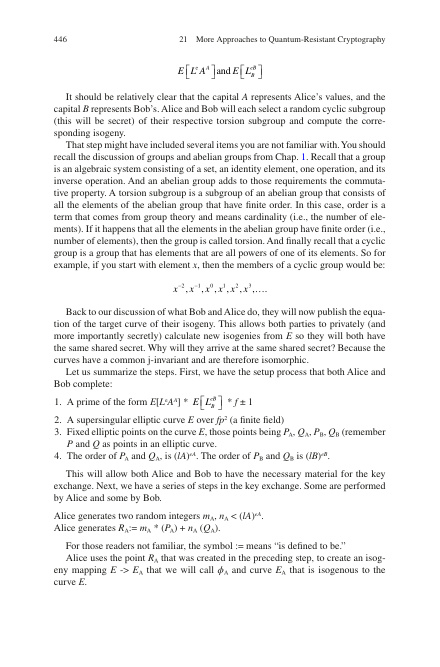 446 21 More Approaches to Quantum-Resistant Cryptography
E[LᵉAᴬ] and E[L_B^eB]
It should be relatively clear that the capital A represents Alice's values, and the
capital B represents Bob's. Alice and Bob will each select a random cyclic subgroup
(this will be secret) of their respective torsion subgroup and compute the corre-
sponding isogeny.
That step might have included several items you are not familiar with. You should
recall the discussion of groups and abelian groups from Chap. 1. Recall that a group
is an algebraic system consisting of a set, an identity element, one operation, and its
inverse operation. And an abelian group adds to those requirements the commuta-
tive property. A torsion subgroup is a subgroup of an abelian group that consists of
all the elements of the abelian group that have finite order. In this case, order is a
term that comes from group theory and means cardinality (i.e., the number of ele-
ments). If it happens that all the elements in the abelian group have finite order (i.e.,
number of elements), then the group is called torsion. And finally recall that a cyclic
group is a group that has elements that are all powers of one of its elements. So for
example, if you start with element x, then the members of a cyclic group would be:
x⁻², x⁻¹, x⁰, x¹, x², x³,….
Back to our discussion of what Bob and Alice do, they will now publish the equa-
tion of the target curve of their isogeny. This allows both parties to privately (and
more importantly secretly) calculate new isogenies from E so they will both have
the same shared secret. Why will they arrive at the same shared secret? Because the
curves have a common j-invariant and are therefore isomorphic.
Let us summarize the steps. First, we have the setup process that both Alice and
Bob complete:
1. A prime of the form E[LᵉAᴬ] * E[L_B^eB] * f ± 1
2. A supersingular elliptic curve E over fp² (a finite field)
3. Fixed elliptic points on the curve E, those points being P_A, Q_A, P_B, Q_B (remember
P and Q as points in an elliptic curve.
4. The order of P_A and Q_A, is (lA)^eA. The order of P_B and Q_B is (lB)^eB.
This will allow both Alice and Bob to have the necessary material for the key
exchange. Next, we have a series of steps in the key exchange. Some are performed
by Alice and some by Bob.
Alice generates two random integers m_A, n_A < (lA)^eA.
Alice generates R_A:= m_A * (P_A) + n_A (Q_A).
For those readers not familiar, the symbol := means "is defined to be."
Alice uses the point R_A that was created in the preceding step, to create an isog-
eny mapping E -> E_A that we will call ϕ_A and curve E_A that is isogenous to the
curve E.